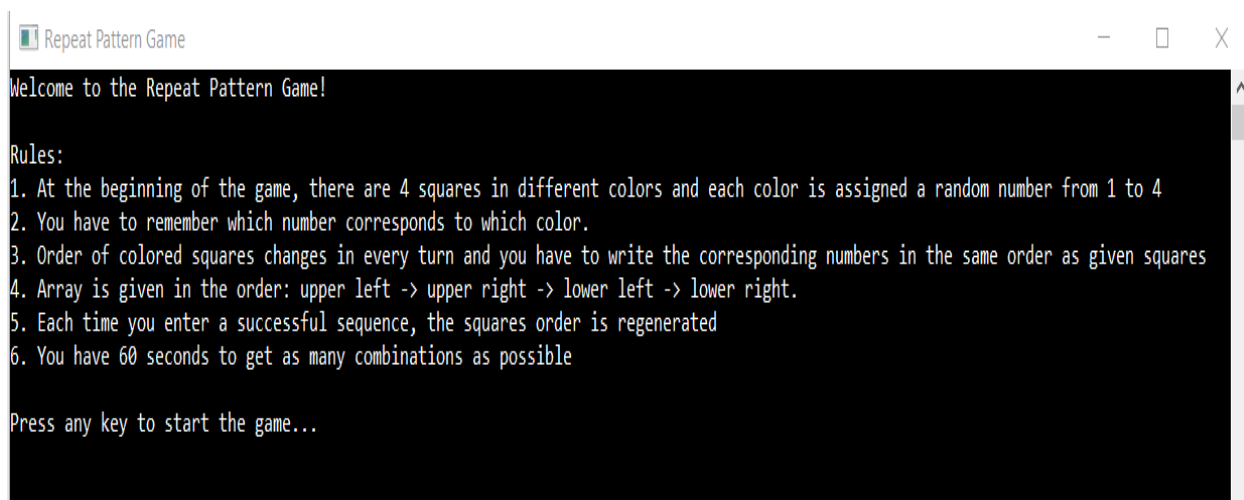 Repeat Pattern Game
Welcome to the Repeat Pattern Game!
Rules:
1. At the beginning of the game, there are 4 squares in different colors and each color is assigned a random number from 1 to 4
2. You have to remember which number corresponds to which color.
3. Order of colored squares changes in every turn and you have to write the corresponding numbers in the same order as given squares
4. Array is given in the order: upper left -> upper right -> lower left -> lower right.
5. Each time you enter a successful sequence, the squares order is regenerated
6. You have 60 seconds to get as many combinations as possible
Press any key to start the game...